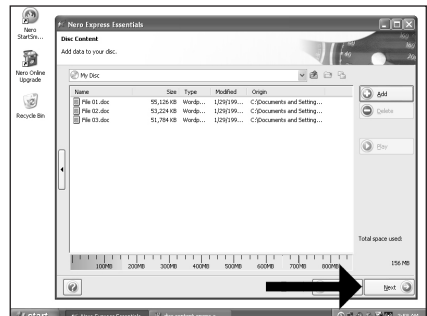 Nero StartSm...
Nero Online Upgrade
Recycle Bin
Nero Express Essentials
Disc Content
Add data to your disc.
My Disc
Name Size Type Modified Origin
File 01.doc 55,126 KB Wordp... 1/29/199... C:\Documents and Setting...
File 02.doc 53,224 KB Wordp... 1/29/199... C:\Documents and Setting...
File 03.doc 51,784 KB Wordp... 1/29/199... C:\Documents and Setting...
Add
Delete
Play
Total space used:
156 MB
100MB 200MB 300MB 400MB 500MB 600MB 700MB 800MB
Next
start
Nero Express Essentials